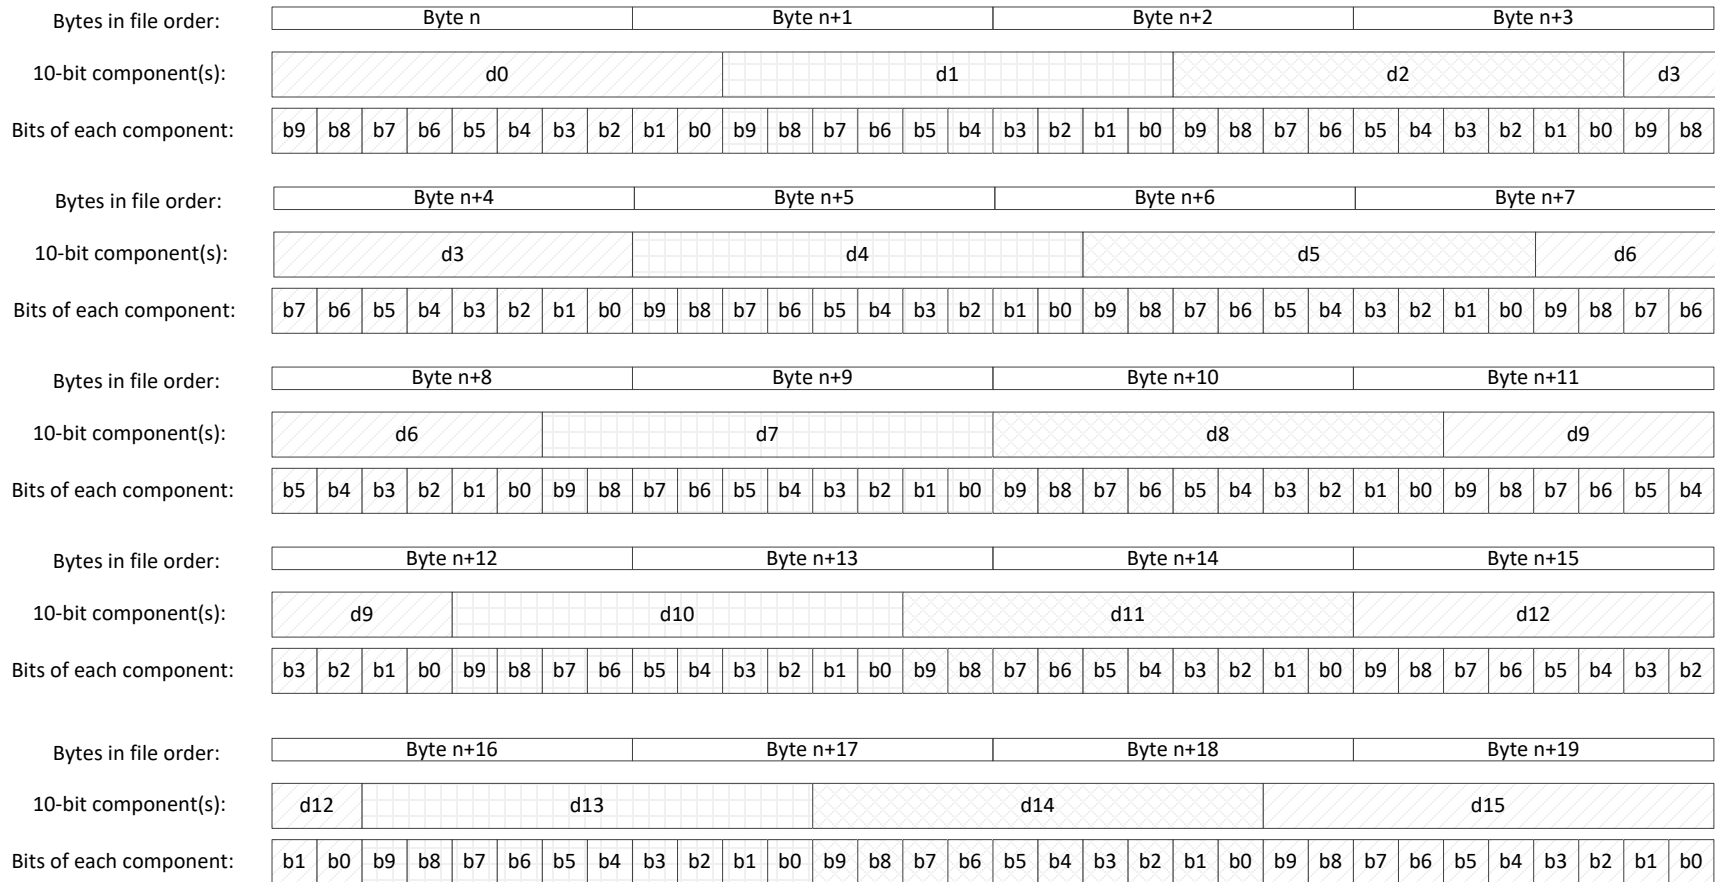 Bytes in file order: Byte n Byte n+1 Byte n+2 Byte n+3
10-bit component(s): d0 d1 d2 d3
Bits of each component: b9 b8 b7 b6 b5 b4 b3 b2 b1 b0 b9 b8 b7 b6 b5 b4 b3 b2 b1 b0 b9 b8 b7 b6 b5 b4 b3 b2 b1 b0 b9 b8
Bytes in file order: Byte n+4 Byte n+5 Byte n+6 Byte n+7
10-bit component(s): d3 d4 d5 d6
Bits of each component: b7 b6 b5 b4 b3 b2 b1 b0 b9 b8 b7 b6 b5 b4 b3 b2 b1 b0 b9 b8 b7 b6 b5 b4 b3 b2 b1 b0 b9 b8 b7 b6
Bytes in file order: Byte n+8 Byte n+9 Byte n+10 Byte n+11
10-bit component(s): d6 d7 d8 d9
Bits of each component: b5 b4 b3 b2 b1 b0 b9 b8 b7 b6 b5 b4 b3 b2 b1 b0 b9 b8 b7 b6 b5 b4 b3 b2 b1 b0 b9 b8 b7 b6 b5 b4
Bytes in file order: Byte n+12 Byte n+13 Byte n+14 Byte n+15
10-bit component(s): d9 d10 d11 d12
Bits of each component: b3 b2 b1 b0 b9 b8 b7 b6 b5 b4 b3 b2 b1 b0 b9 b8 b7 b6 b5 b4 b3 b2 b1 b0 b9 b8 b7 b6 b5 b4 b3 b2
Bytes in file order: Byte n+16 Byte n+17 Byte n+18 Byte n+19
10-bit component(s): d12 d13 d14 d15
Bits of each component: b1 b0 b9 b8 b7 b6 b5 b4 b3 b2 b1 b0 b9 b8 b7 b6 b5 b4 b3 b2 b1 b0 b9 b8 b7 b6 b5 b4 b3 b2 b1 b0